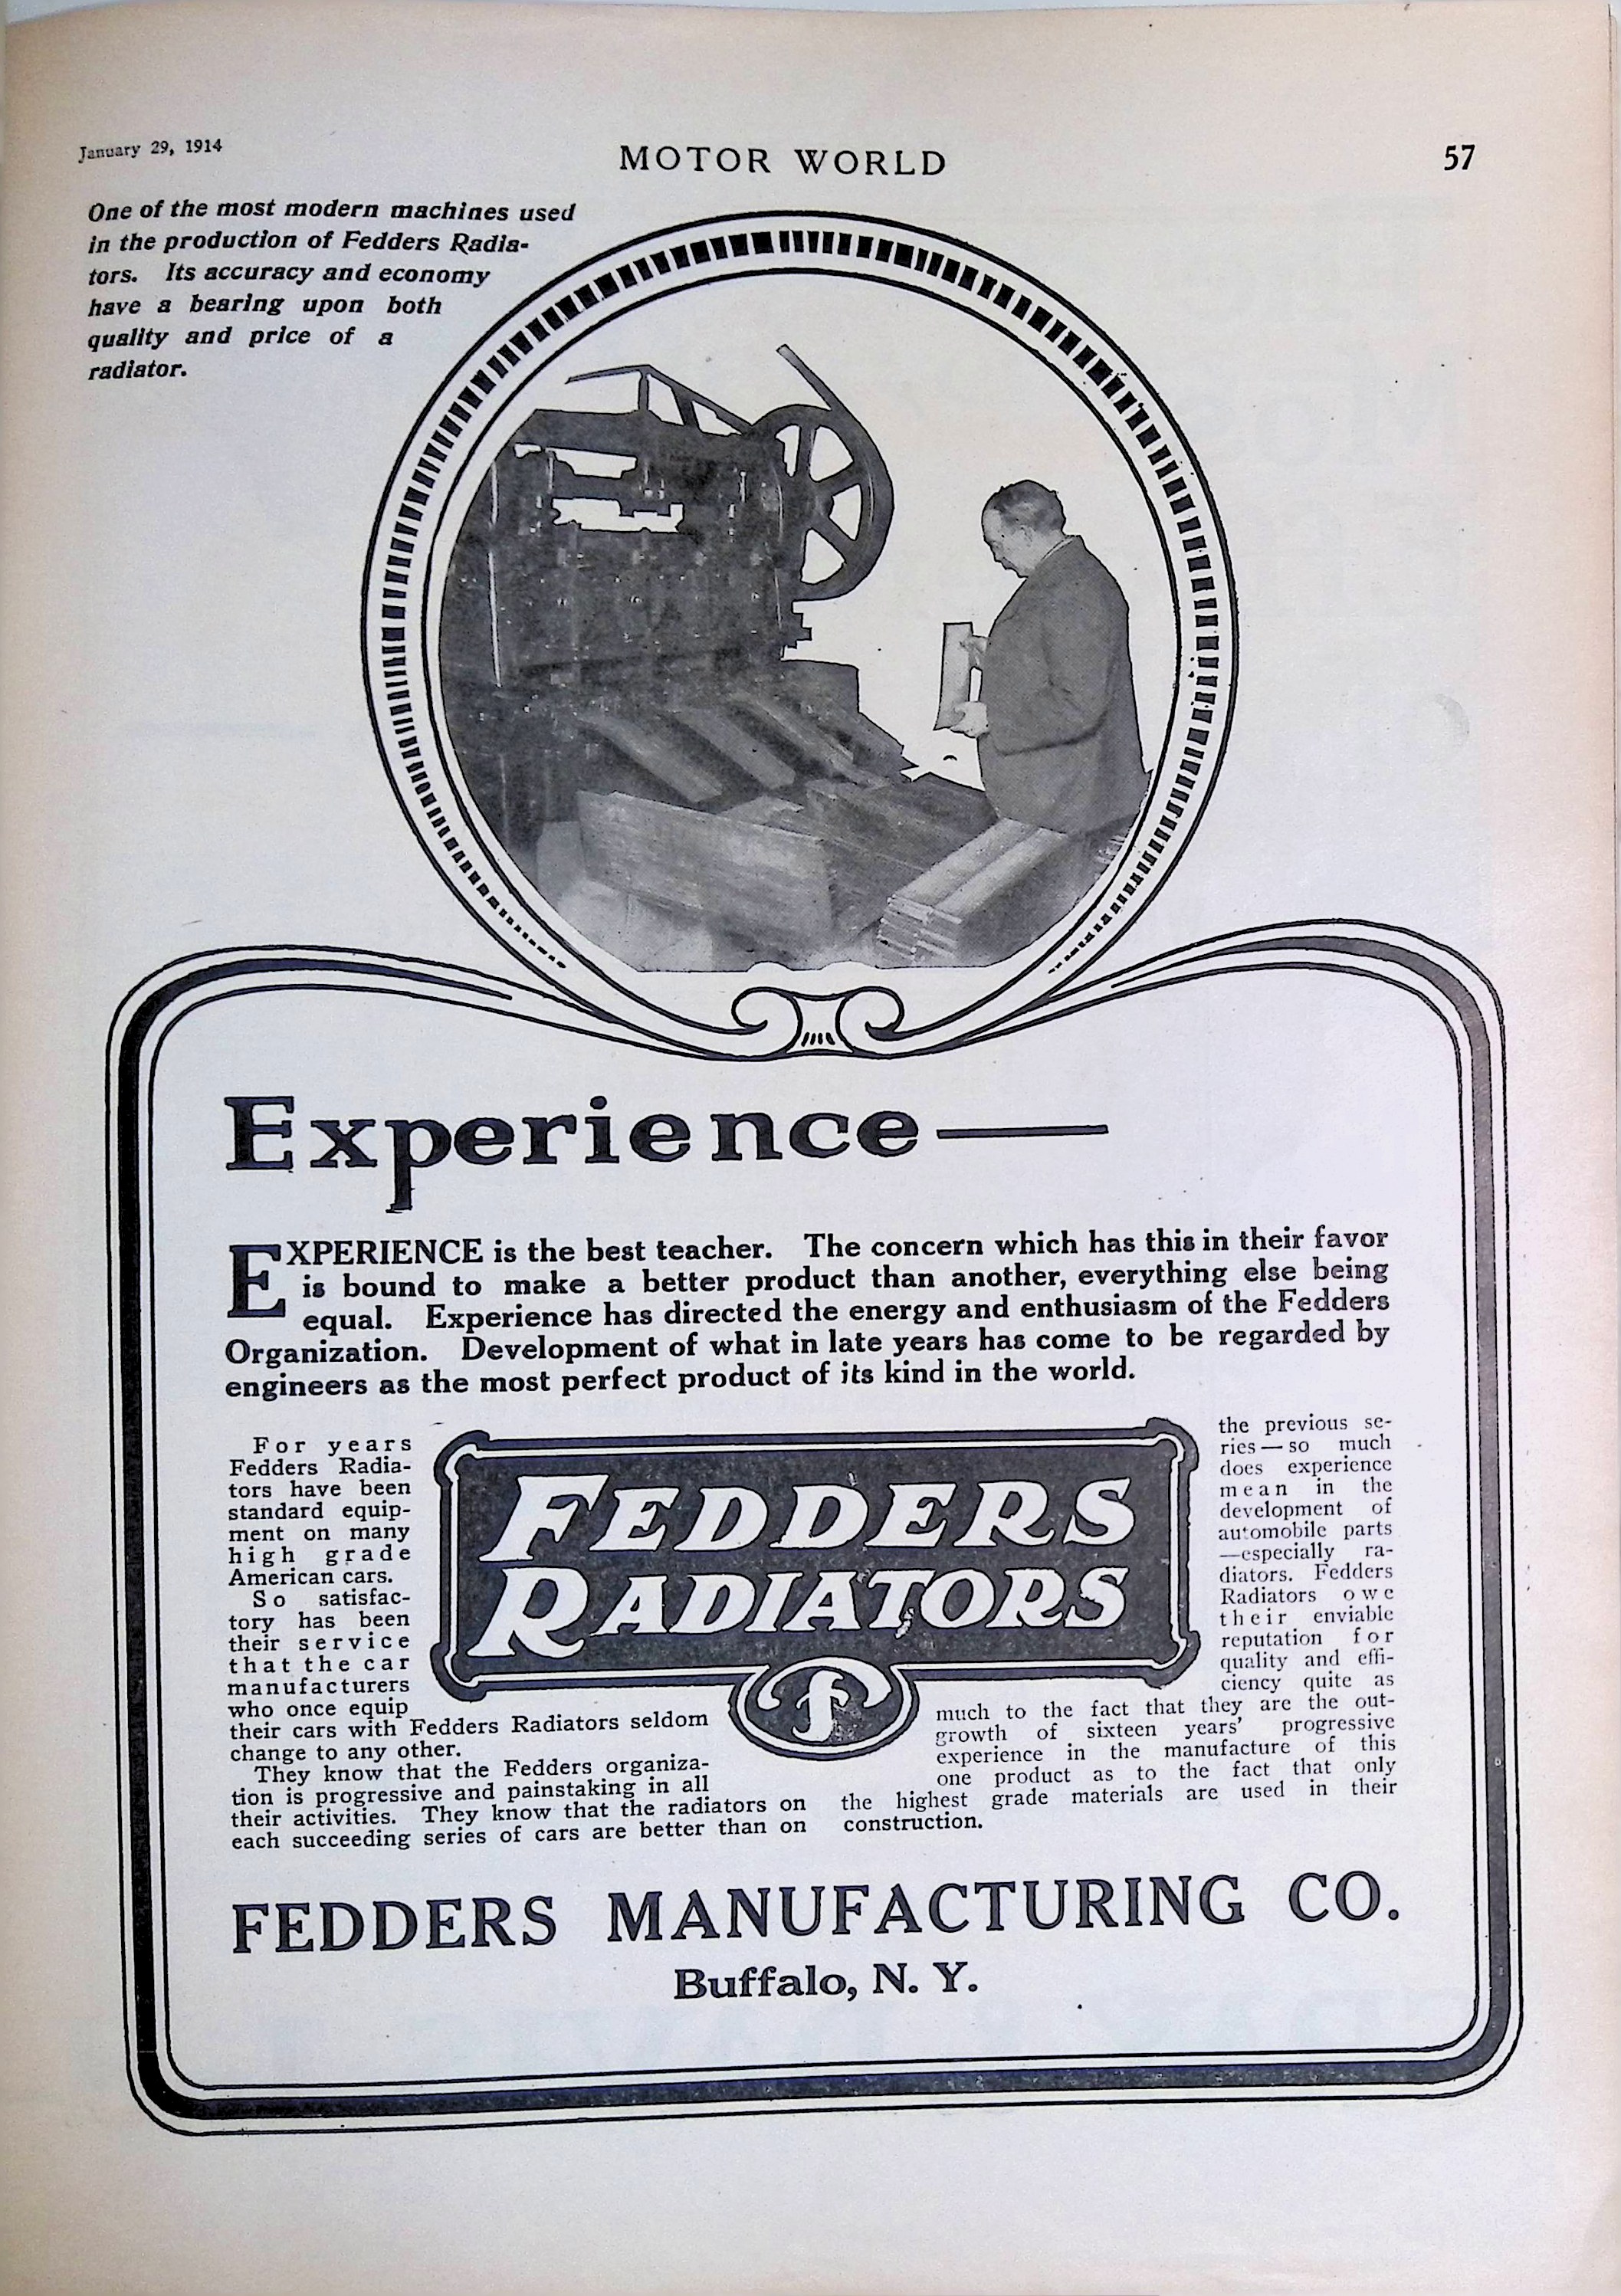 January 29, 1914
MOTOR WORLD
57
One of the most modern machines used
in the production of Fedders Radia-
tors. Its accuracy and economy
have a bearing upon both
quality and price of a
radiator.
Experience—
EXPERIENCE is the best teacher. The concern which has this in their favor
is bound to make a better product than another, everything else being
equal. Experience has directed the energy and enthusiasm of the Fedders
Organization. Development of what in late years has come to be regarded by
engineers as the most perfect product of its kind in the world.
For years
Fedders Radia-
tors have been
standard equip-
ment on many
high grade
American cars.
So satisfac-
tory has been
their service
that the car
manufacturers
who once equip
their cars with Fedders Radiators seldom
change to any other.
They know that the Fedders organiza-
tion is progressive and painstaking in all
their activities. They know that the radiators on
each succeeding series of cars are better than on
FEDDERS
RADIATORS
f
the previous se-
ries—so much
does experience
mean in the
development of
automobile parts
—especially ra-
diators. Fedders
Radiators owe
their enviable
reputation for
quality and effi-
ciency quite as
much to the fact that they are the out-
growth of sixteen years' progressive
experience in the manufacture of this
one product as to the fact that only
the highest grade materials are used in their
construction.
FEDDERS MANUFACTURING CO.
Buffalo, N. Y.